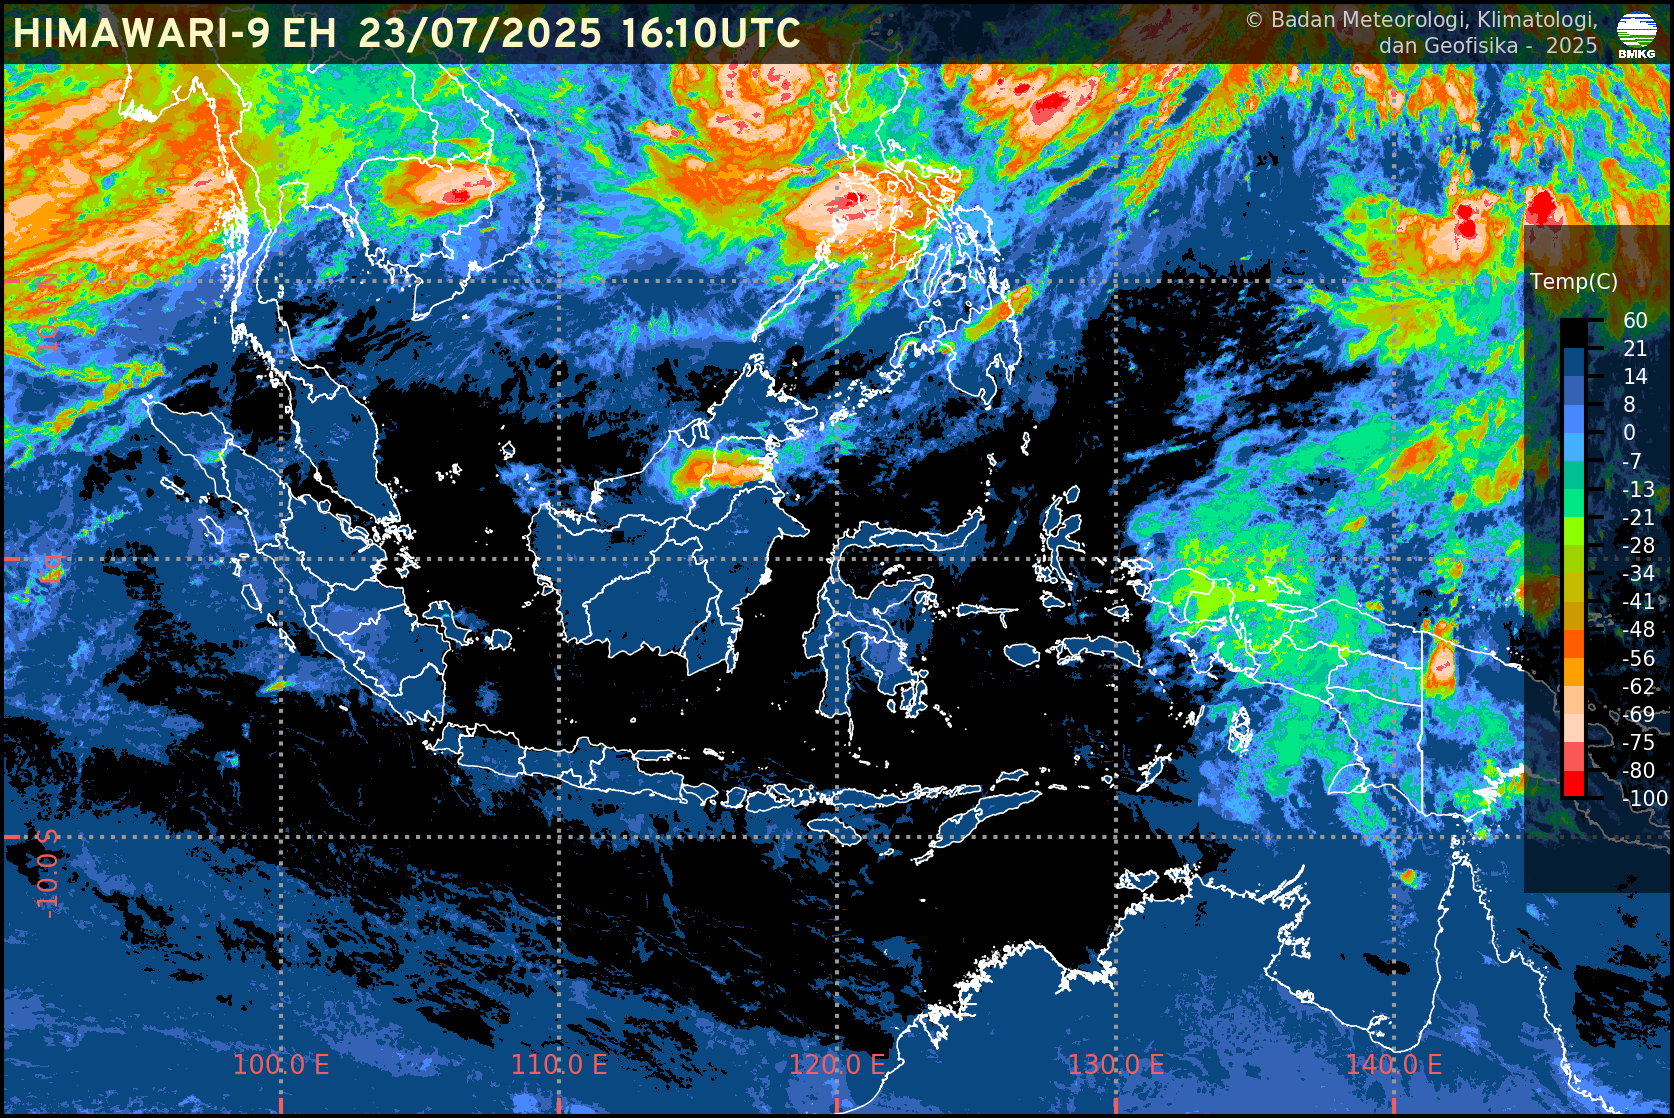 HIMAWARI-9 EH 23/07/2025 16:10UTC
© Badan Meteorologi, Klimatologi,
dan Geofisika - 2025
BMKG
Temp(C)
60
21
14
8
0
-7
-13
-21
-28
-34
-41
-48
-56
-62
-69
-75
-80
-100
-10.0 S
100.0 E
110.0 E
120.0 E
130.0 E
140.0 E